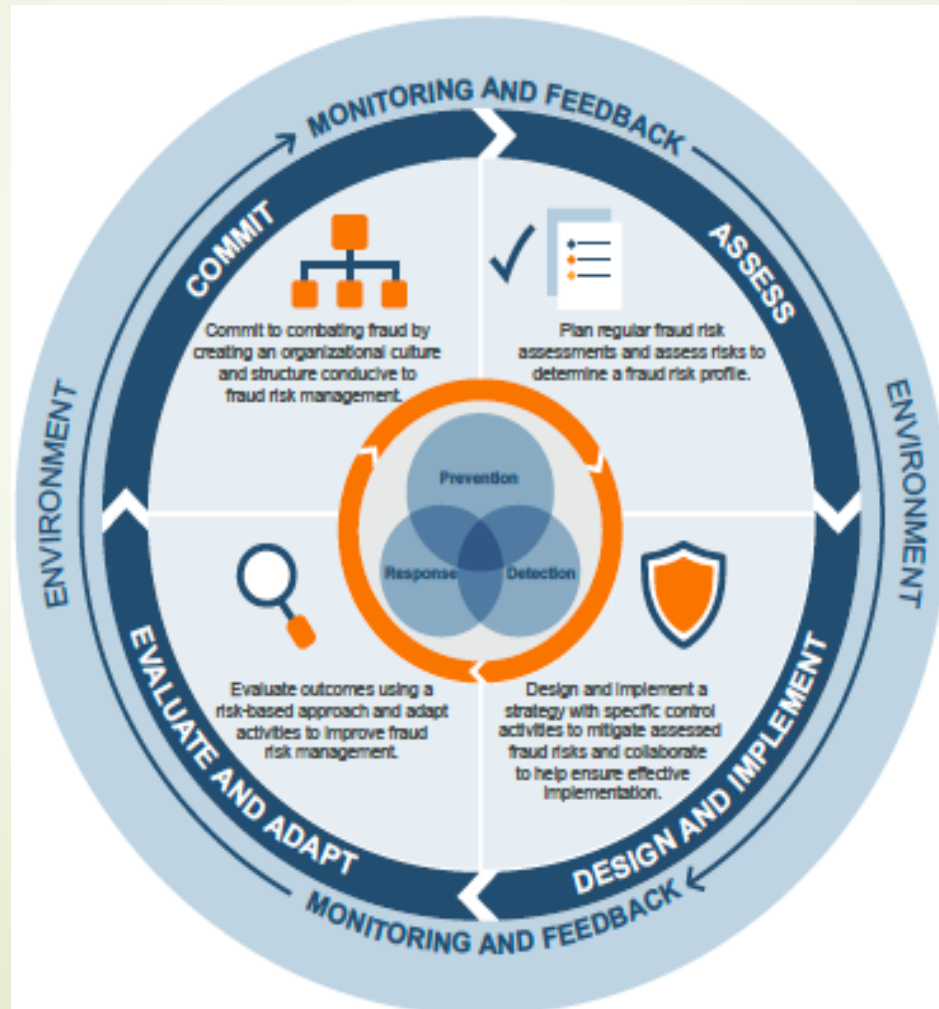 MONITORING AND FEEDBACK
COMMIT
ASSESS
Commit to combating fraud by
creating an organizational culture
and structure conducive to
fraud risk management.
Plan regular fraud risk
assessments and assess risks to
determine a fraud risk profile.
ENVIRONMENT
ENVIRONMENT
Prevention
Response
Detection
EVALUATE AND ADAPT
DESIGN AND IMPLEMENT
Evaluate outcomes using a
risk-based approach and adapt
activities to improve fraud
risk management.
Design and implement a
strategy with specific control
activities to mitigate assessed
fraud risks and collaborate
to help ensure effective
implementation.
MONITORING AND FEEDBACK